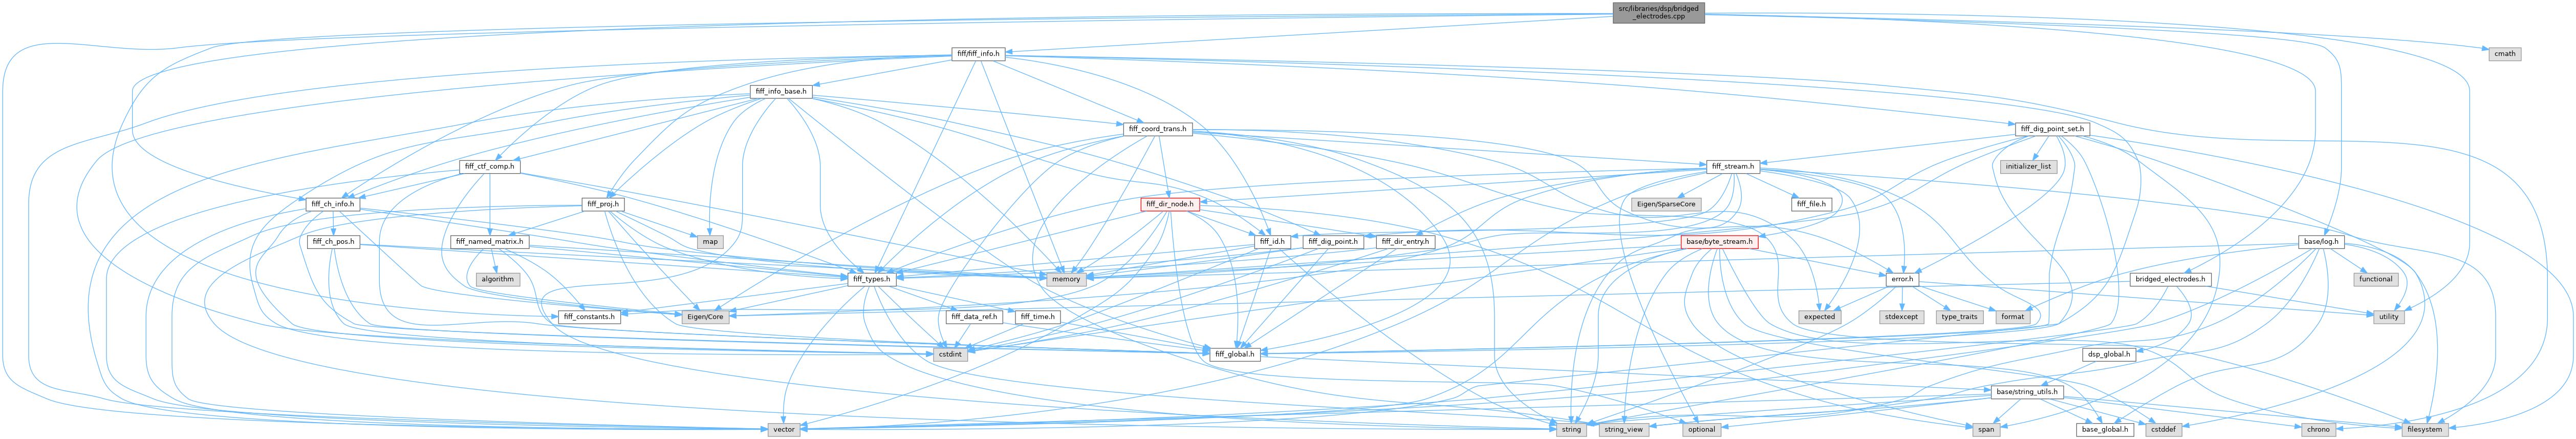 src/libraries/dsp/bridged
_electrodes.cpp
fiff/fiff_info.h
cmath
fiff_info_base.h
fiff_coord_trans.h
fiff_dig_point_set.h
fiff_ctf_comp.h
fiff_stream.h
initializer_list
fiff_ch_info.h
fiff_proj.h
fiff_dir_node.h
Eigen/SparseCore
fiff_file.h
fiff_ch_pos.h
fiff_named_matrix.h
map
fiff_id.h
fiff_dig_point.h
fiff_dir_entry.h
base/byte_stream.h
base/log.h
algorithm
fiff_types.h
memory
error.h
bridged_electrodes.h
functional
fiff_constants.h
Eigen/Core
fiff_data_ref.h
fiff_time.h
expected
stdexcept
type_traits
format
utility
cstdint
fiff_global.h
dsp_global.h
base/string_utils.h
vector
string
string_view
optional
span
base_global.h
cstddef
chrono
filesystem